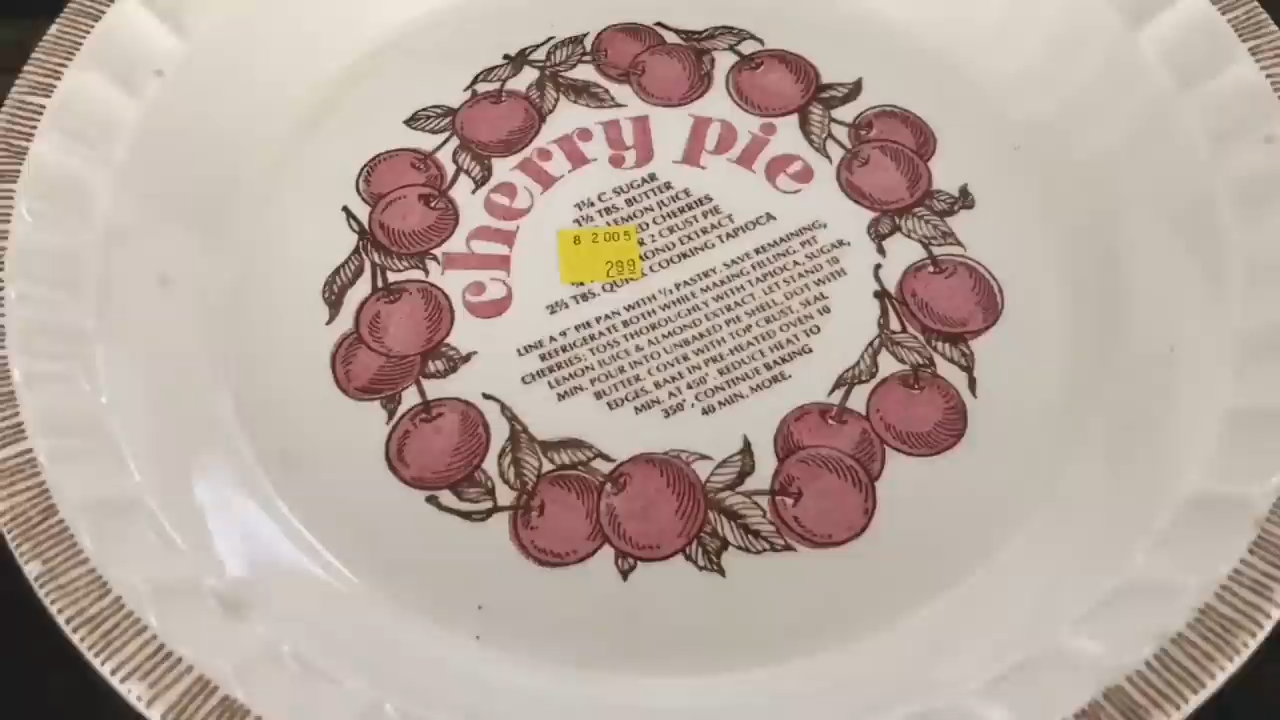 cherry pie
1¼ C. SUGAR
1½ TBS. BUTTER
LEMON JUICE
CHERRIES
2 CRUST PIE
EXTRACT
COOKING TAPIOCA
TBS.
8 2005
299
LINE A 9" PIE PAN WITH ½ PASTRY. SAVE REMAINING,
REFRIGERATE BOTH WHILE MAKING FILLING. PIT
CHERRIES: TOSS THOROUGHLY WITH TAPIOCA, SUGAR,
LEMON JUICE & ALMOND EXTRACT. LET STAND 10
MIN. POUR INTO UNBAKED PIE SHELL, DOT WITH
BUTTER. COVER WITH TOP CRUST. SEAL
EDGES. BAKE IN PRE-HEATED OVEN 10
MIN. AT 450°. REDUCE HEAT TO
350°, CONTINUE BAKING
40 MIN. MORE.